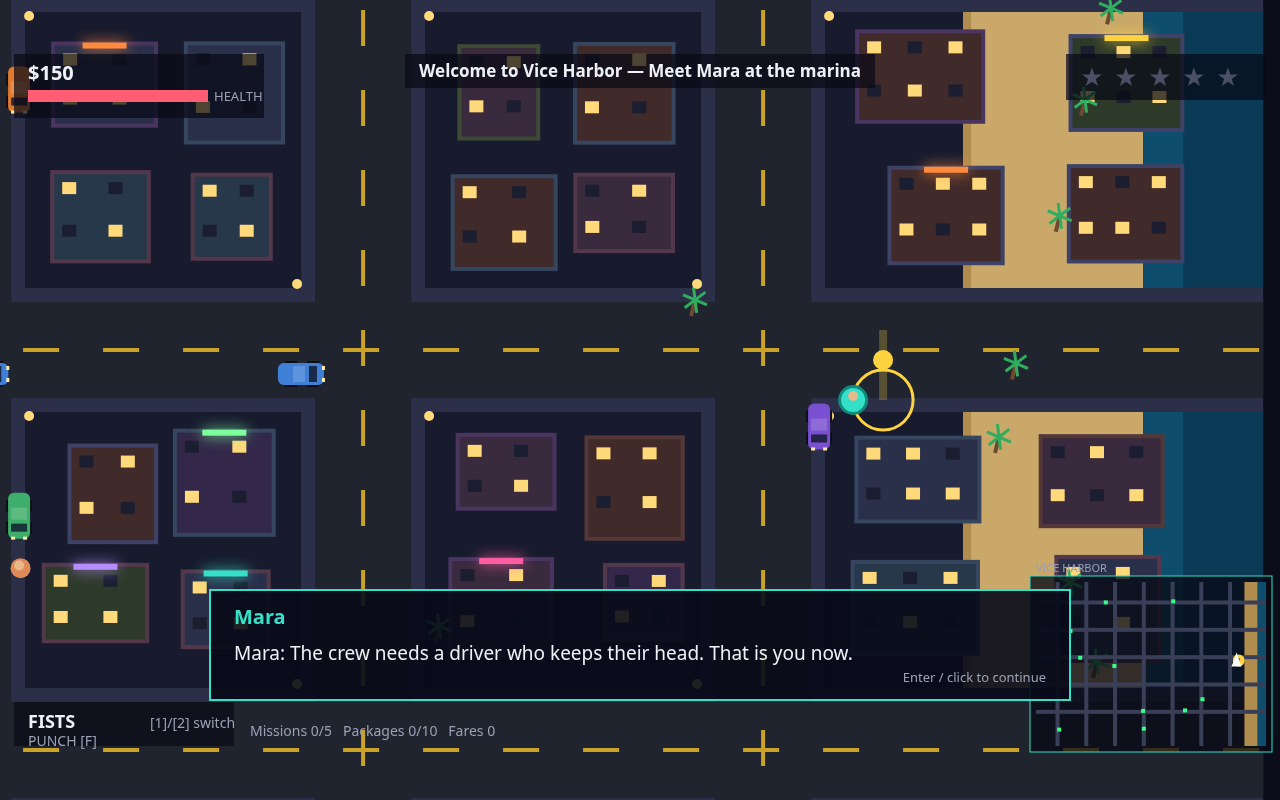 $150
HEALTH
Welcome to Vice Harbor — Meet Mara at the marina
VICE HARBOR
Mara
Mara: The crew needs a driver who keeps their head. That is you now.
Enter / click to continue
FISTS
[1]/[2] switch
PUNCH [F]
Missions 0/5 Packages 0/10 Fares 0